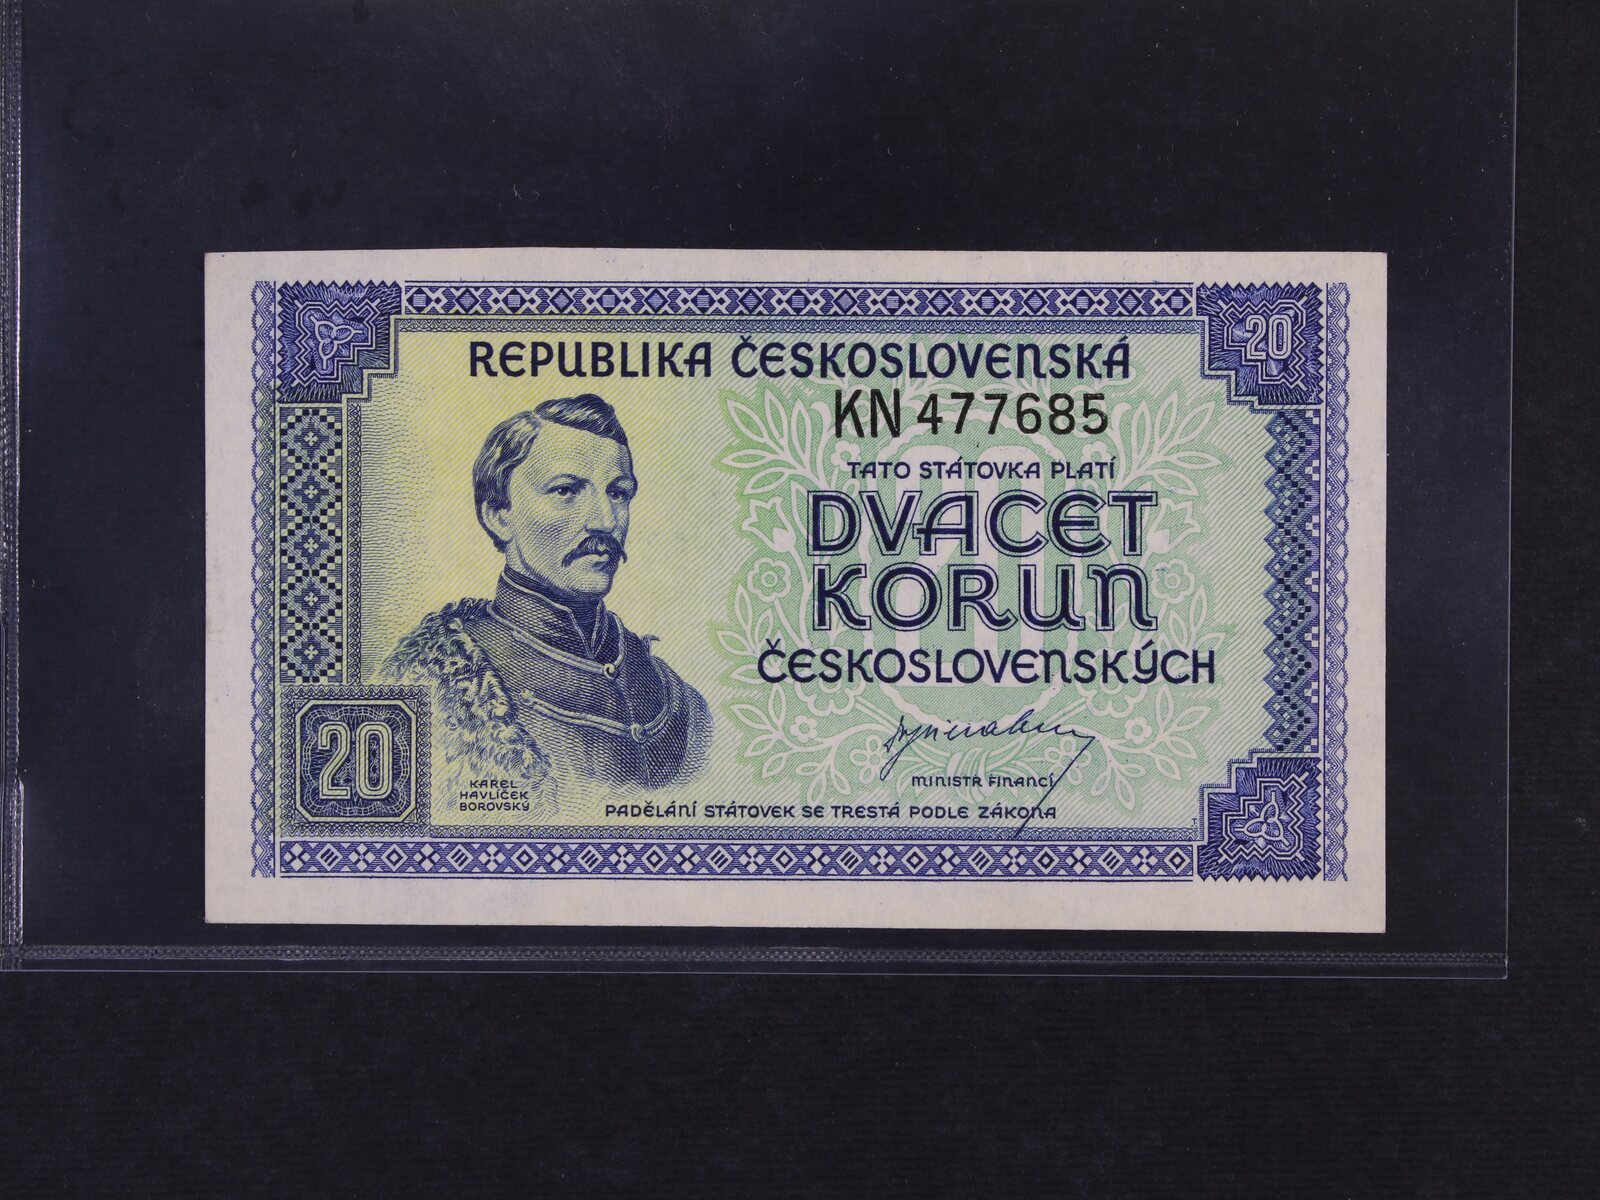 20
REPUBLIKA ČESKOSLOVENSKÁ
KN 477685
TATO STÁTOVKA PLATÍ
DVACET
KORUN
ČESKOSLOVENSKÝCH
MINISTR FINANCÍ
20
KAREL
HAVLÍČEK
BOROVSKÝ
PADĚLÁNÍ STÁTOVEK SE TRESTÁ PODLE ZÁKONA
T